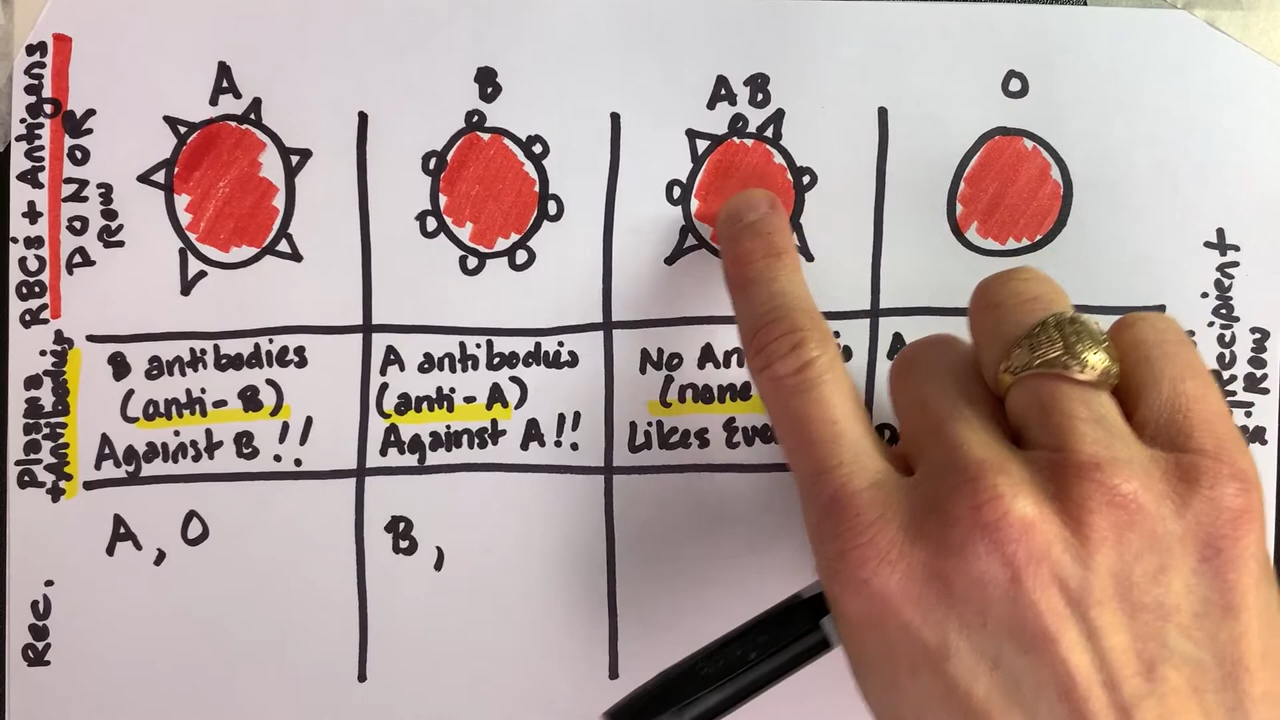 RBC's + Antigens
DONOR
ROW
A
B
AB
O
Plasma
+Antibodies
B antibodies
(anti-B)
Against B!!
A antibodies
(anti-A)
Against A!!
No An
(none
Likes Eve
Recipient
Row
Rec.
A, O
B,